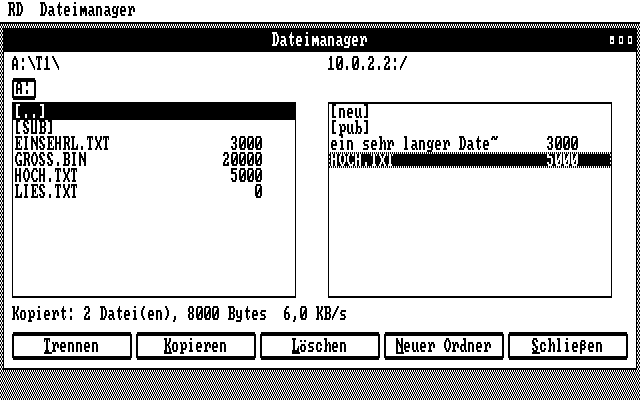 RD Dateimanager
Dateimanager
A:\T1\ 10.0.2.2:/
A:
[..] [neu]
[SUB] [pub]
EINSEHRL.TXT 3000 ein sehr langer Date~ 3000
GROSS.BIN 20000 HOCH.TXT 5000
HOCH.TXT 5000
LIES.TXT 0
Kopiert: 2 Datei(en), 8000 Bytes 6,0 KB/s
Trennen Kopieren Löschen Neuer Ordner Schließen